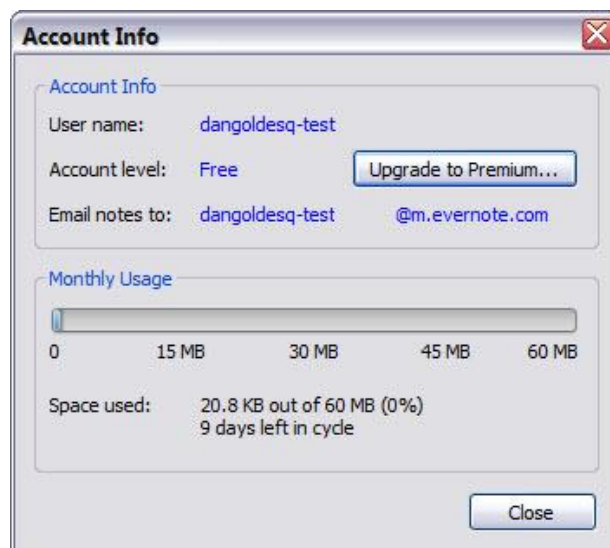 Account Info
Account Info
User name: dangoldesq-test
Account level: Free Upgrade to Premium...
Email notes to: dangoldesq-test @m.evernote.com
Monthly Usage
0 15 MB 30 MB 45 MB 60 MB
Space used: 20.8 KB out of 60 MB (0%)
9 days left in cycle
Close